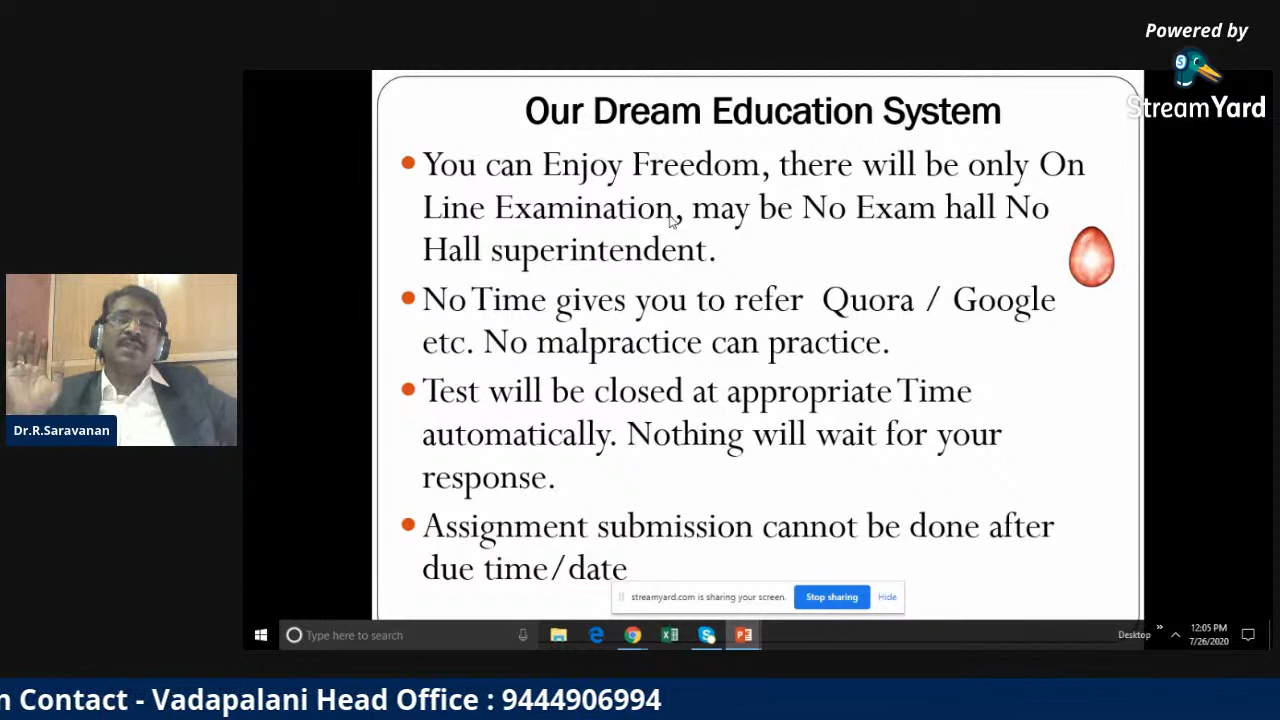 Powered by
StreamYard
Our Dream Education System
You can Enjoy Freedom, there will be only On
Line Examination, may be No Exam hall No
Hall superintendent.
No Time gives you to refer Quora / Google
etc. No malpractice can practice.
Test will be closed at appropriate Time
automatically. Nothing will wait for your
response.
Assignment submission cannot be done after
due time/date
Dr.R.Saravanan
streamyard.com is sharing your screen.
Stop sharing
Hide
Type here to search
Desktop
12:05 PM
7/26/2020
Contact - Vadapalani Head Office : 9444906994